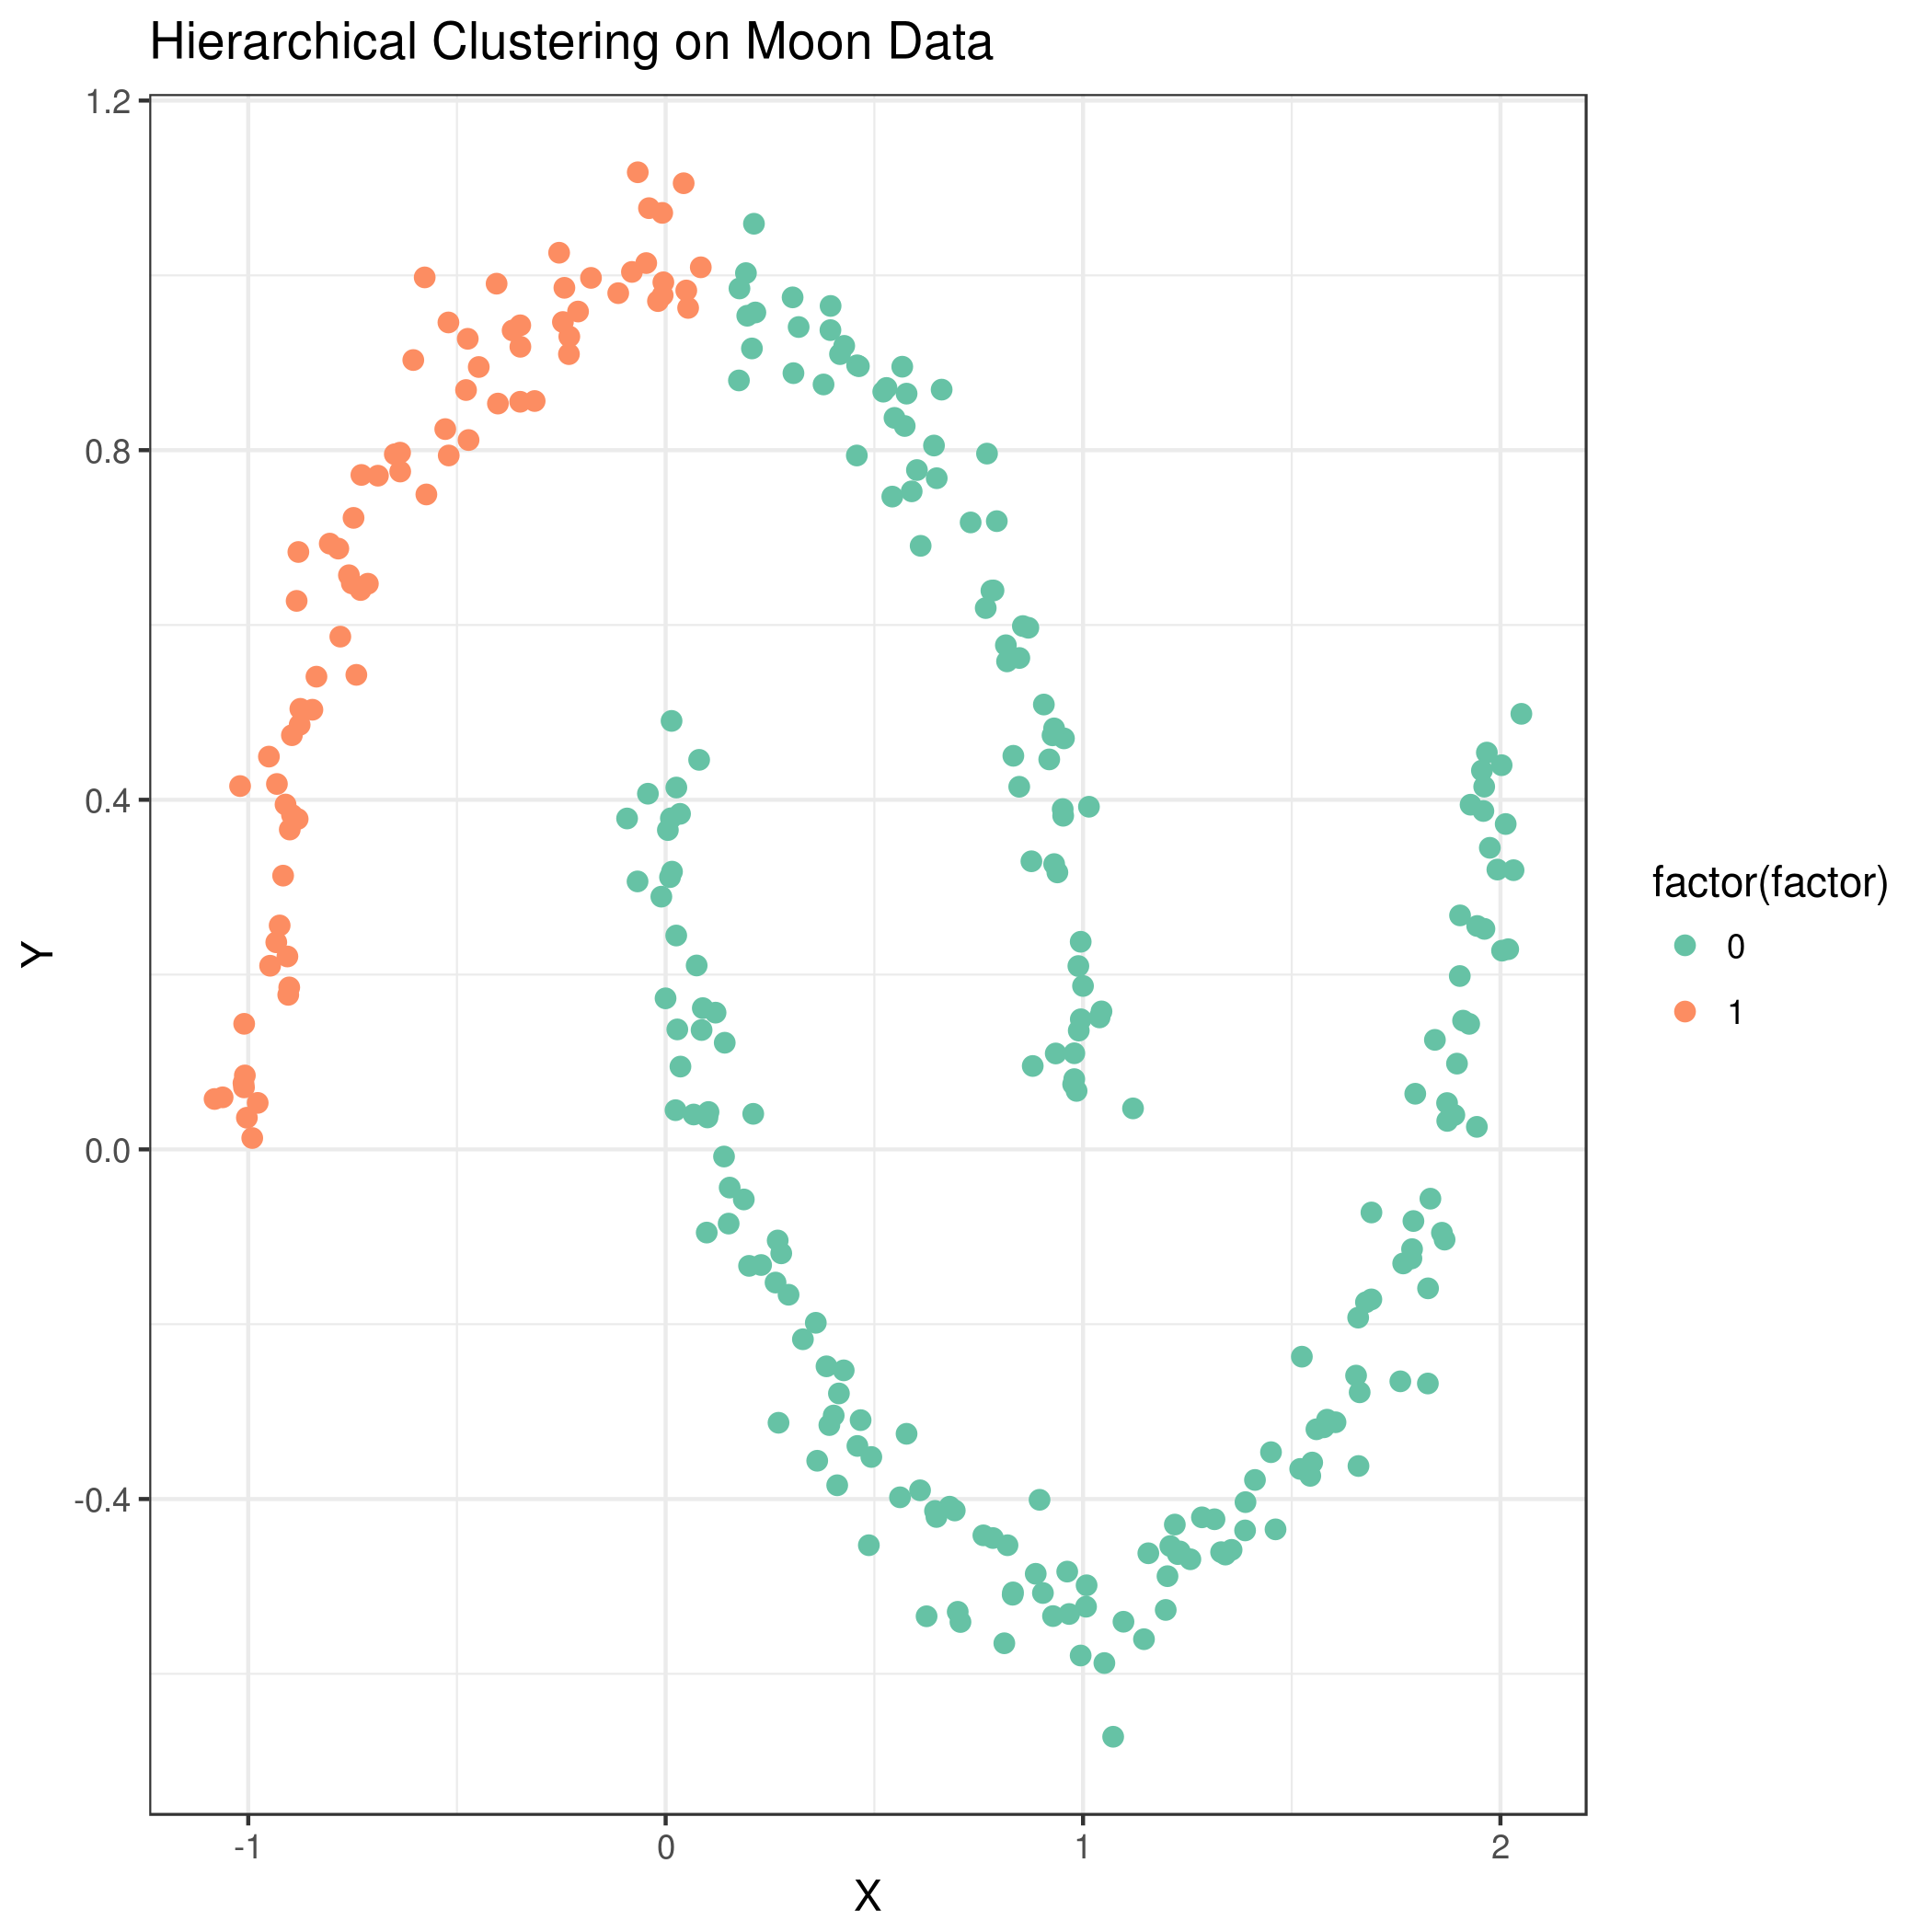 Hierarchical Clustering on Moon Data
1.2
0.8
0.4
0.0
-0.4
Y
-1
0
1
2
X
factor(factor)
0
1